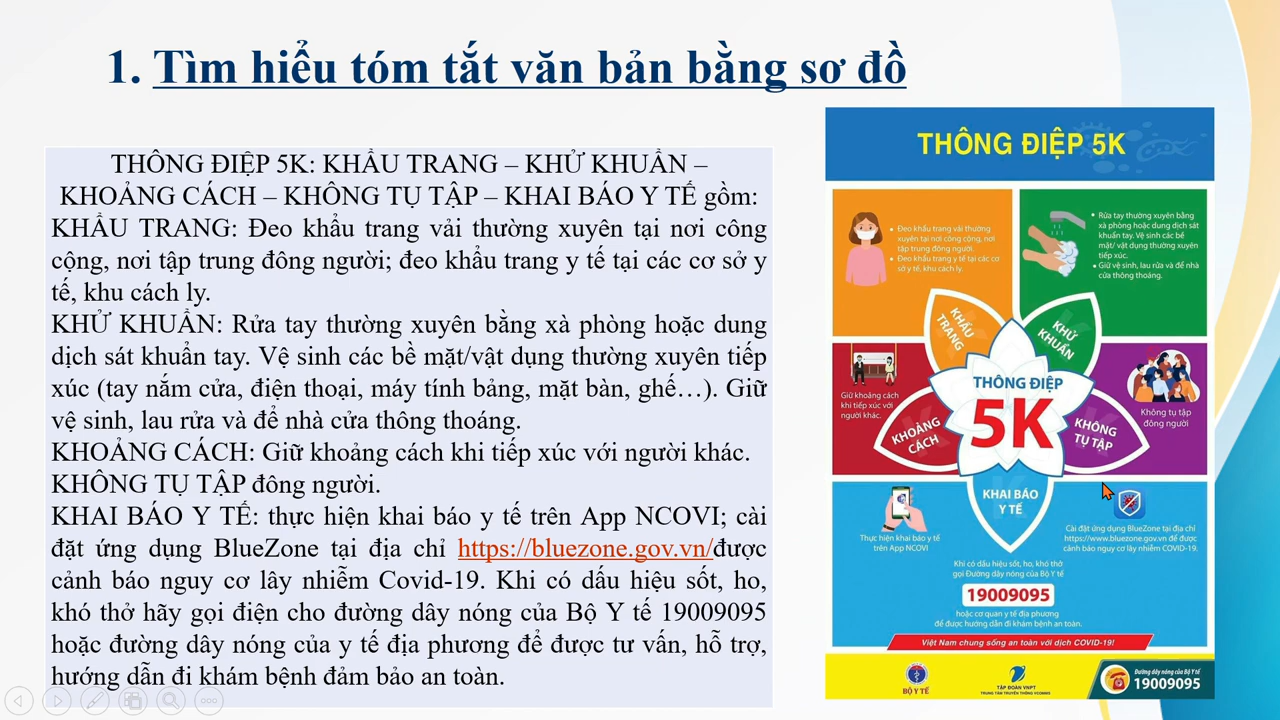 1. Tìm hiểu tóm tắt văn bản bằng sơ đồ
THÔNG ĐIỆP 5K: KHẨU TRANG – KHỬ KHUẨN –
KHOẢNG CÁCH – KHÔNG TỤ TẬP – KHAI BÁO Y TẾ gồm:
KHẨU TRANG: Đeo khẩu trang vải thường xuyên tại nơi công
cộng, nơi tập trung đông người; đeo khẩu trang y tế tại các cơ sở y
tế, khu cách ly.
KHỬ KHUẨN: Rửa tay thường xuyên bằng xà phòng hoặc dung
dịch sát khuẩn tay. Vệ sinh các bề mặt/vật dụng thường xuyên tiếp
xúc (tay nắm cửa, điện thoại, máy tính bảng, mặt bàn, ghế…). Giữ
vệ sinh, lau rửa và để nhà cửa thông thoáng.
KHOẢNG CÁCH: Giữ khoảng cách khi tiếp xúc với người khác.
KHÔNG TỤ TẬP đông người.
KHAI BÁO Y TẾ: thực hiện khai báo y tế trên App NCOVI; cài
đặt ứng dụng BlueZone tại địa chỉ https://bluezone.gov.vn/được
cảnh báo nguy cơ lây nhiễm Covid-19. Khi có dấu hiệu sốt, ho,
khó thở hãy gọi điện cho đường dây nóng của Bộ Y tế 19009095
hoặc đường dây nóng của y tế địa phương để được tư vấn, hỗ trợ,
hướng dẫn đi khám bệnh đảm bảo an toàn.
THÔNG ĐIỆP 5K
Đeo khẩu trang vải thường
xuyên tại nơi công cộng, nơi
tập trung đông người.
Đeo khẩu trang y tế tại các cơ
sở y tế, khu cách ly.
Rửa tay thường xuyên bằng
xà phòng hoặc dung dịch sát
khuẩn tay. Vệ sinh các bề
mặt/ vật dụng thường xuyên
tiếp xúc.
Giữ vệ sinh, lau rửa và để nhà
cửa thông thoáng.
KHẨU
TRANG
KHỬ
KHUẨN
Giữ khoảng cách
khi tiếp xúc với
người khác.
KHOẢNG
CÁCH
THÔNG ĐIỆP
5K
KHÔNG
TỤ TẬP
Không tụ tập
đông người
KHAI BÁO
Y TẾ
Thực hiện khai báo y tế
trên App NCOVI
Cài đặt ứng dụng BlueZone tại địa chỉ
https://www.bluezone.gov.vn để được
cảnh báo nguy cơ lây nhiễm COVID-19.
Khi có dấu hiệu sốt, ho, khó thở
gọi Đường dây nóng của Bộ Y tế
19009095
hoặc cơ quan y tế địa phương
để được hướng dẫn đi khám bệnh an toàn.
Việt Nam chung sống an toàn với dịch COVID-19!
BỘ Y TẾ
TẬP ĐOÀN VNPT
TRUNG TÂM TRUYỀN THÔNG VCOMMS
Đường dây nóng của Bộ Y tế
19009095